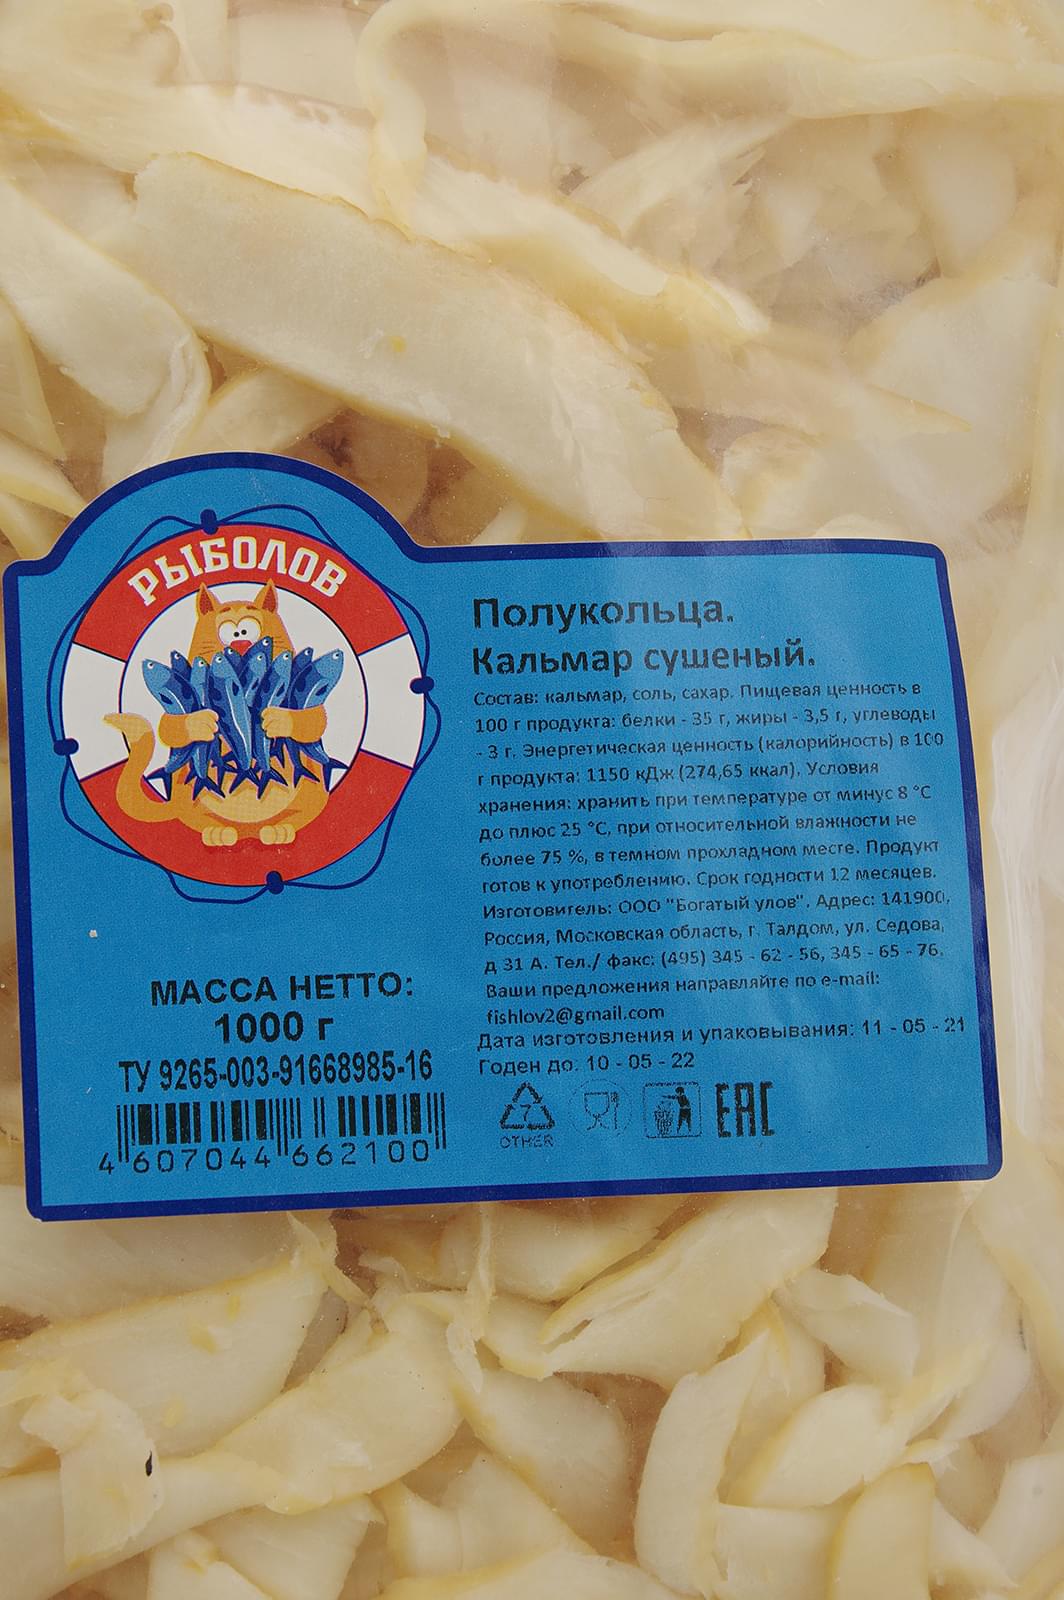 РЫБОЛОВ
Полукольца.
Кальмар сушеный.
Состав: кальмар, соль, сахар. Пищевая ценность в
100 г продукта: белки - 35 г, жиры - 3,5 г, углеводы
- 3 г. Энергетическая ценность (калорийность) в 100
г продукта: 1150 кДж (274,65 ккал). Условия
хранения: хранить при температуре от минус 8 °С
до плюс 25 °С, при относительной влажности не
более 75 %, в темном прохладном месте. Продукт
готов к употреблению. Срок годности 12 месяцев.
Изготовитель: ООО "Богатый улов". Адрес: 141900,
Россия, Московская область, г. Талдом, ул. Седова,
д 31 А. Тел./ факс: (495) 345 - 62 - 56, 345 - 65 - 76.
Ваши предложения направляйте по e-mail:
fishlov2@gmail.com
Дата изготовления и упаковывания: 11 - 05 - 21
Годен до: 10 - 05 - 22
МАССА НЕТТО:
1000 г
ТУ 9265-003-91668985-16
4 607044 662100
7
OTHER
ЕАС